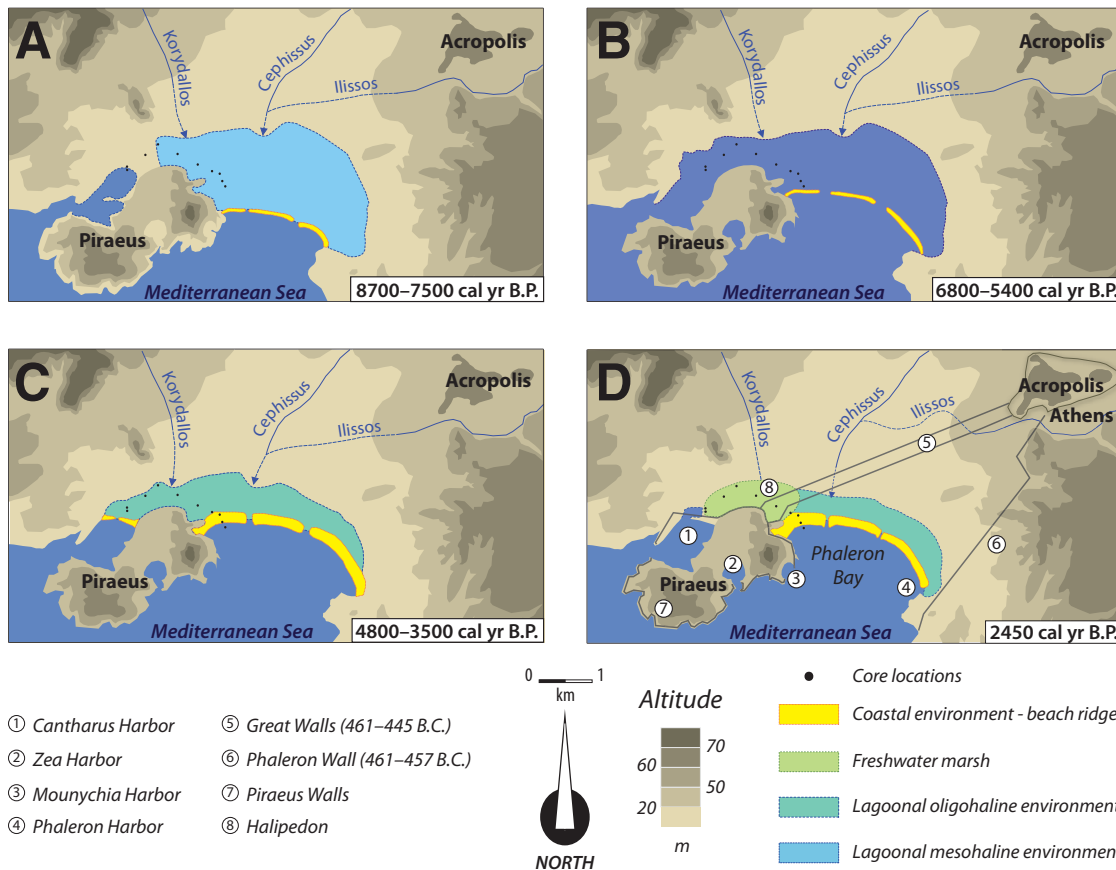 A
Korydallos
Cephissus
Ilissos
Acropolis
Piraeus
Mediterranean Sea
8700–7500 cal yr B.P.
B
Korydallos
Cephissus
Ilissos
Acropolis
Piraeus
Mediterranean Sea
6800–5400 cal yr B.P.
C
Korydallos
Cephissus
Ilissos
Acropolis
Piraeus
Mediterranean Sea
4800–3500 cal yr B.P.
D
Korydallos
Cephissus
Ilissos
Acropolis
Athens
5
8
6
1
2
3
4
7
Phaleron
Bay
Piraeus
Mediterranean Sea
2450 cal yr B.P.
① Cantharus Harbor
② Zea Harbor
③ Mounychia Harbor
④ Phaleron Harbor
⑤ Great Walls (461–445 B.C.)
⑥ Phaleron Wall (461–457 B.C.)
⑦ Piraeus Walls
⑧ Halipedon
0 1
km
NORTH
Altitude
70
60
50
20
m
Core locations
Coastal environment - beach ridge
Freshwater marsh
Lagoonal oligohaline environment
Lagoonal mesohaline environment